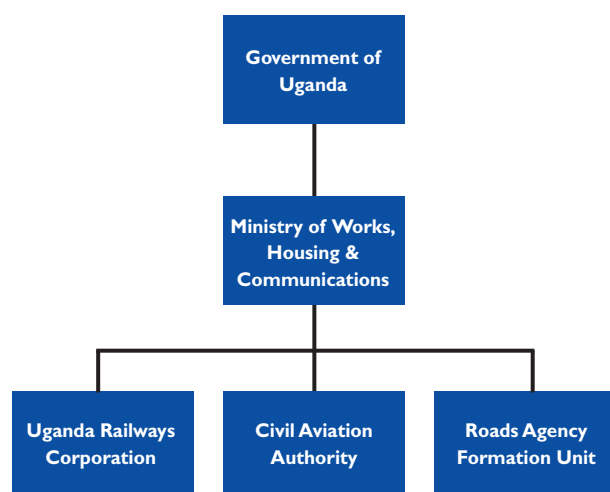 Government of
Uganda
Ministry of Works,
Housing &
Communications
Uganda Railways
Corporation
Civil Aviation
Authority
Roads Agency
Formation Unit